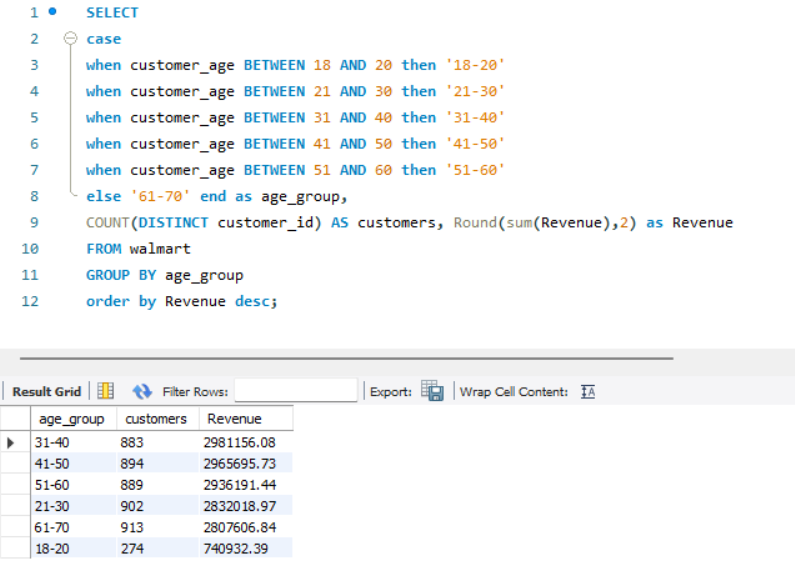 1 SELECT
2 case
3 when customer_age BETWEEN 18 AND 20 then '18-20'
4 when customer_age BETWEEN 21 AND 30 then '21-30'
5 when customer_age BETWEEN 31 AND 40 then '31-40'
6 when customer_age BETWEEN 41 AND 50 then '41-50'
7 when customer_age BETWEEN 51 AND 60 then '51-60'
8 else '61-70' end as age_group,
9 COUNT(DISTINCT customer_id) AS customers, Round(sum(Revenue),2) as Revenue
10 FROM walmart
11 GROUP BY age_group
12 order by Revenue desc;
Result Grid Filter Rows: Export: Wrap Cell Content:
age_group customers Revenue
31-40 883 2981156.08
41-50 894 2965695.73
51-60 889 2936191.44
21-30 902 2832018.97
61-70 913 2807606.84
18-20 274 740932.39